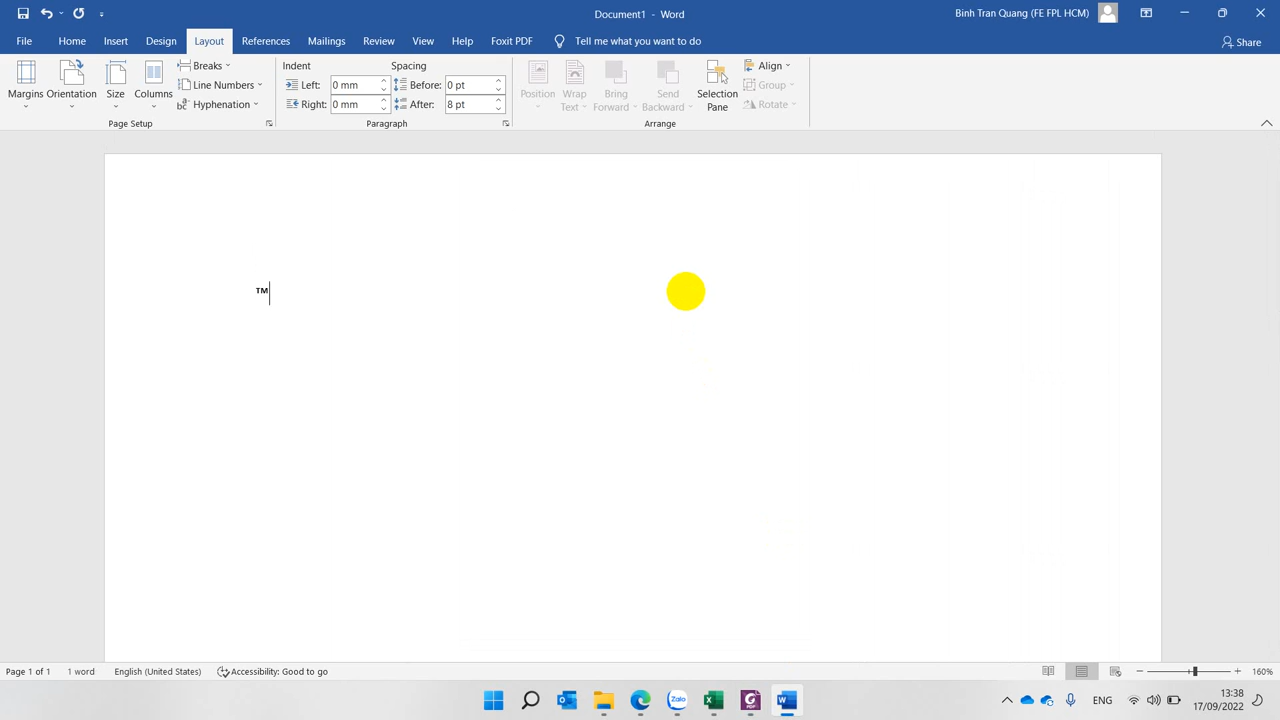 Document1 - Word
Binh Tran Quang (FE FPL HCM)
File Home Insert Design Layout References Mailings Review View Help Foxit PDF Tell me what you want to do Share
Margins Orientation Size Columns
Breaks
Line Numbers
Hyphenation
Page Setup
Indent
Left: 0 mm
Right: 0 mm
Spacing
Before: 0 pt
After: 8 pt
Paragraph
Position
Wrap Text
Bring Forward
Send Backward
Selection Pane
Align
Group
Rotate
Arrange
™
Page 1 of 1 1 word English (United States) Accessibility: Good to go 160%
Zalo PDF W ENG 13:38
17/09/2022